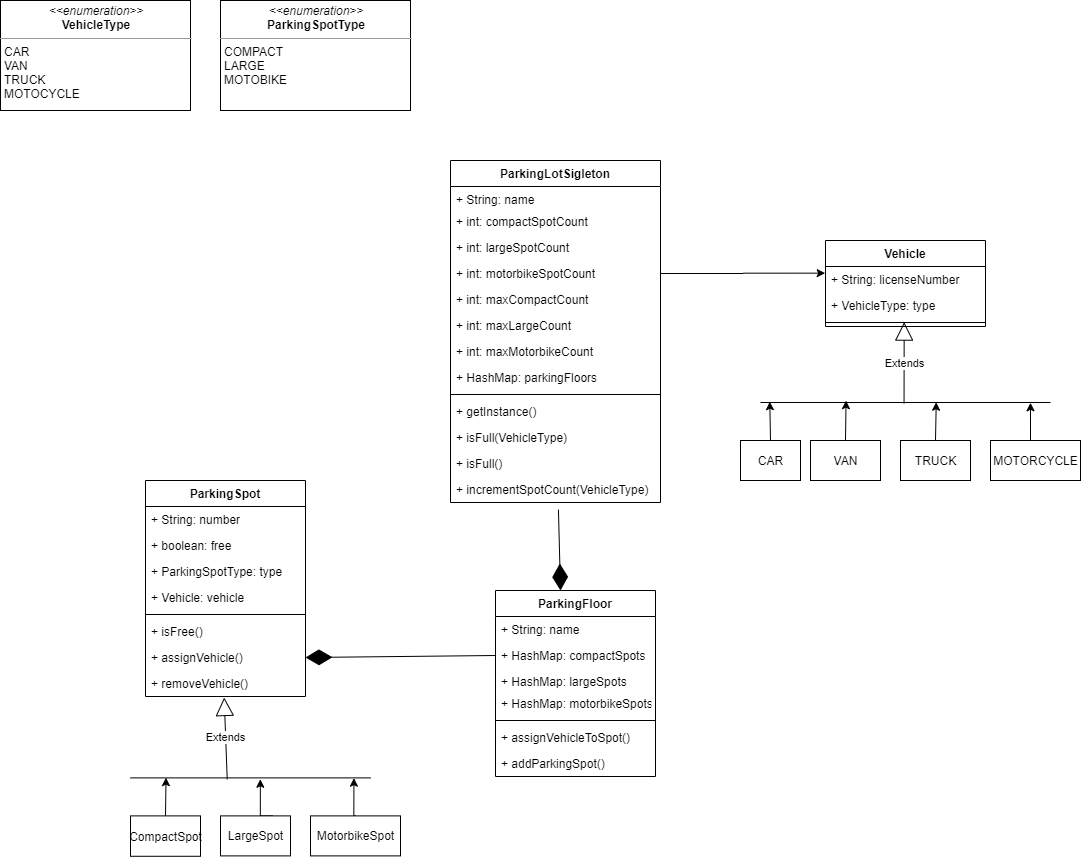 <<enumeration>>
VehicleType
CAR
VAN
TRUCK
MOTOCYCLE
<<enumeration>>
ParkingSpotType
COMPACT
LARGE
MOTOBIKE
ParkingLotSigleton
+ String: name
+ int: compactSpotCount
+ int: largeSpotCount
+ int: motorbikeSpotCount
+ int: maxCompactCount
+ int: maxLargeCount
+ int: maxMotorbikeCount
+ HashMap: parkingFloors
+ getInstance()
+ isFull(VehicleType)
+ isFull()
+ incrementSpotCount(VehicleType)
Vehicle
+ String: licenseNumber
+ VehicleType: type
Extends
CAR
VAN
TRUCK
MOTORCYCLE
ParkingSpot
+ String: number
+ boolean: free
+ ParkingSpotType: type
+ Vehicle: vehicle
+ isFree()
+ assignVehicle()
+ removeVehicle()
Extends
CompactSpot
LargeSpot
MotorbikeSpot
ParkingFloor
+ String: name
+ HashMap: compactSpots
+ HashMap: largeSpots
+ HashMap: motorbikeSpots
+ assignVehicleToSpot()
+ addParkingSpot()